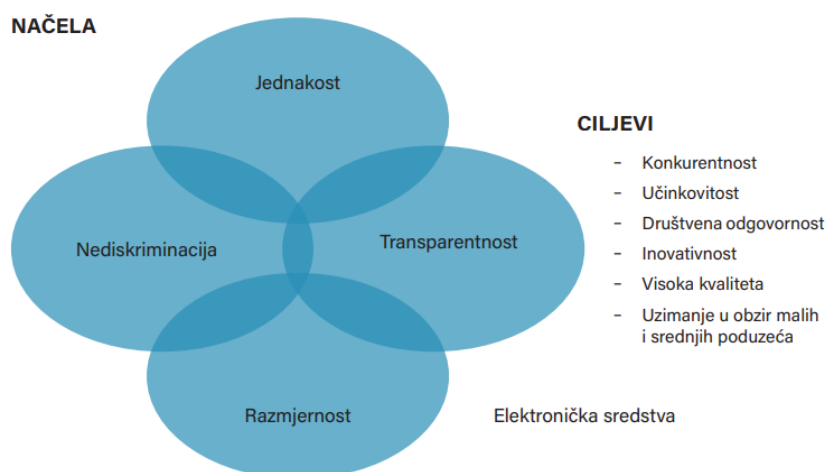 NAČELA
Jednakost
Nediskriminacija
Transparentnost
Razmjernost
CILJEVI
– Konkurentnost
– Učinkovitost
– Društvena odgovornost
– Inovativnost
– Visoka kvaliteta
– Uzimanje u obzir malih
i srednjih poduzeća
Elektronička sredstva